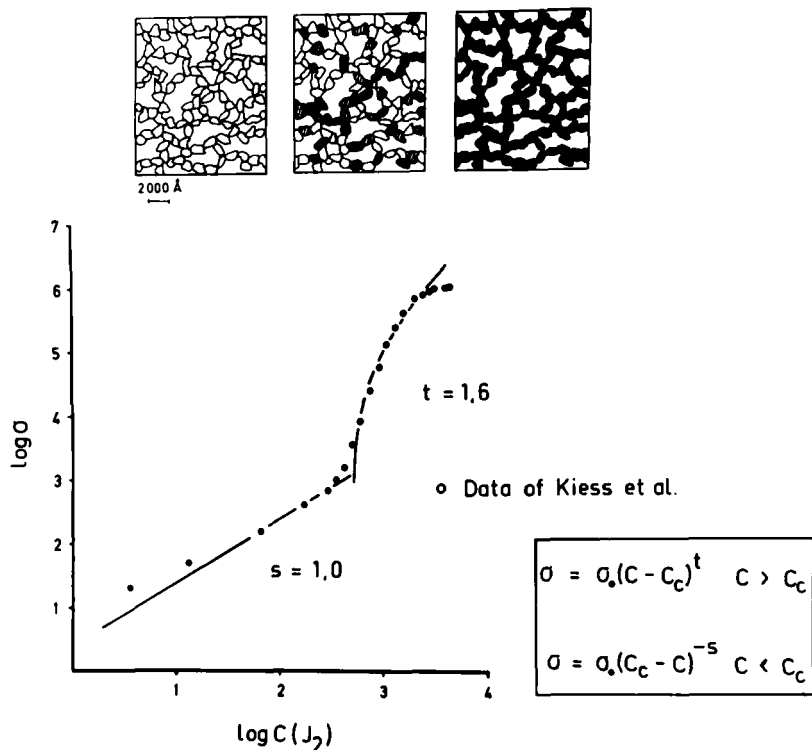 2000 Å
7
6
5
4
3
2
1
log σ
t = 1,6
o Data of Kiess et al.
s = 1,0
σ = σ₀(C - C_c)^t C > C_c
σ = σ₀(C_c - C)^-s C < C_c
1 2 3 4
log C (J₂)